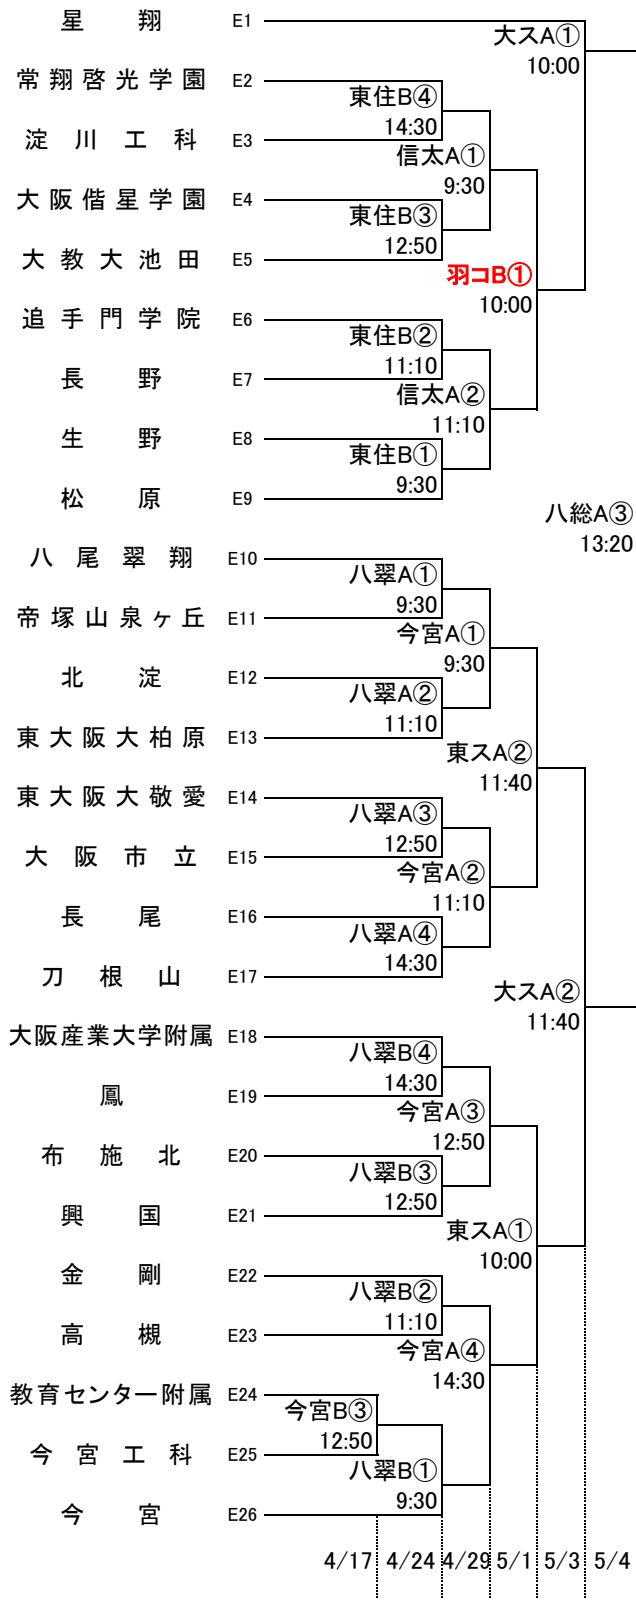 星翔 E1
大スA①
10:00
常翔啓光学園 E2
東住B④
14:30
淀川工科 E3
信太A①
9:30
大阪偕星学園 E4
東住B③
12:50
大教大池田 E5
羽コB①
10:00
追手門学院 E6
東住B②
11:10
長野 E7
信太A②
11:10
生野 E8
東住B①
9:30
松原 E9
八総A③
13:20
八尾翠翔 E10
八翠A①
9:30
帝塚山泉ヶ丘 E11
今宮A①
9:30
北淀 E12
八翠A②
11:10
東大阪大柏原 E13
東スA②
11:40
東大阪大敬愛 E14
八翠A③
12:50
大阪市立 E15
今宮A②
11:10
長尾 E16
八翠A④
14:30
刀根山 E17
大スA②
11:40
大阪産業大学附属 E18
八翠B④
14:30
鳳 E19
今宮A③
12:50
布施北 E20
八翠B③
12:50
興国 E21
東スA①
10:00
金剛 E22
八翠B②
11:10
高槻 E23
今宮A④
14:30
教育センター附属 E24
今宮B③
12:50
今宮工科 E25
八翠B①
9:30
今宮 E26
4/17 4/24 4/29 5/1 5/3 5/4